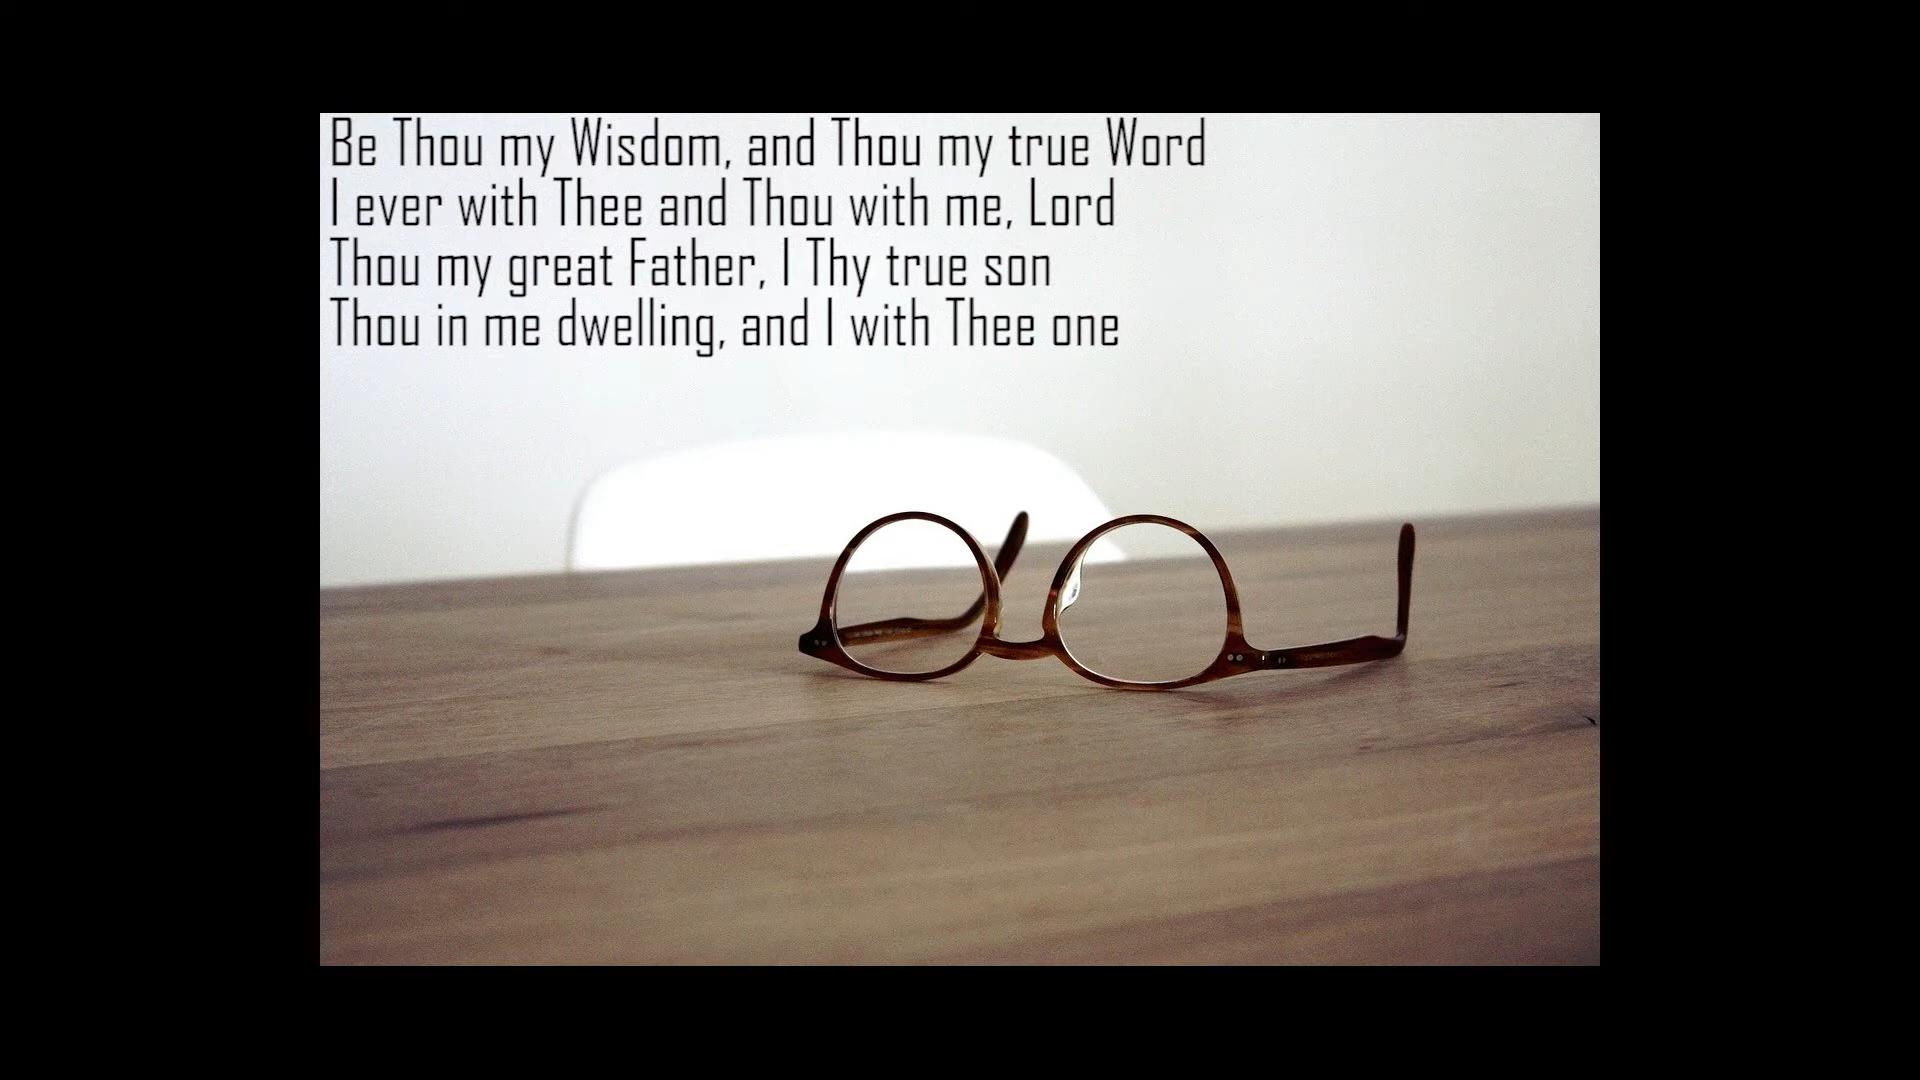 Be Thou my Wisdom, and Thou my true Word
I ever with Thee and Thou with me, Lord
Thou my great Father, I Thy true son
Thou in me dwelling, and I with Thee one